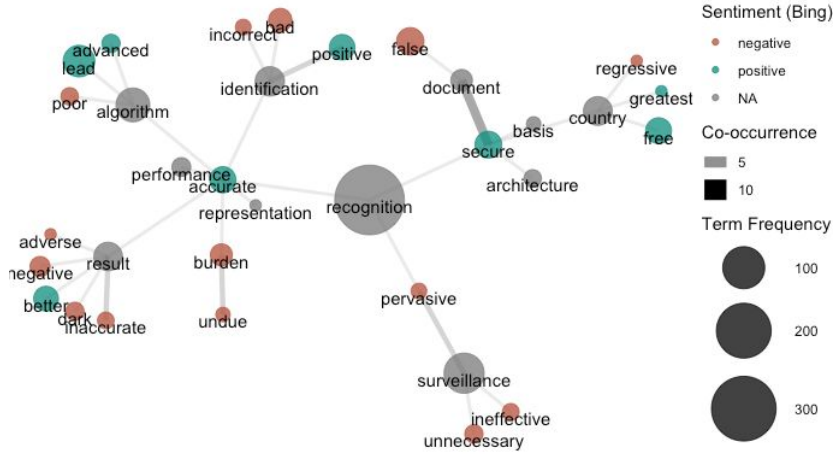 bad
incorrect
positive
false
advanced
lead
poor
algorithm
identification
document
regressive
greatest
country
free
basis
secure
architecture
performance
accurate
representation
recognition
adverse
negative
result
better
dark
inaccurate
burden
undue
pervasive
surveillance
ineffective
unnecessary
Sentiment (Bing)
negative
positive
NA
Co-occurrence
5
10
Term Frequency
100
200
300